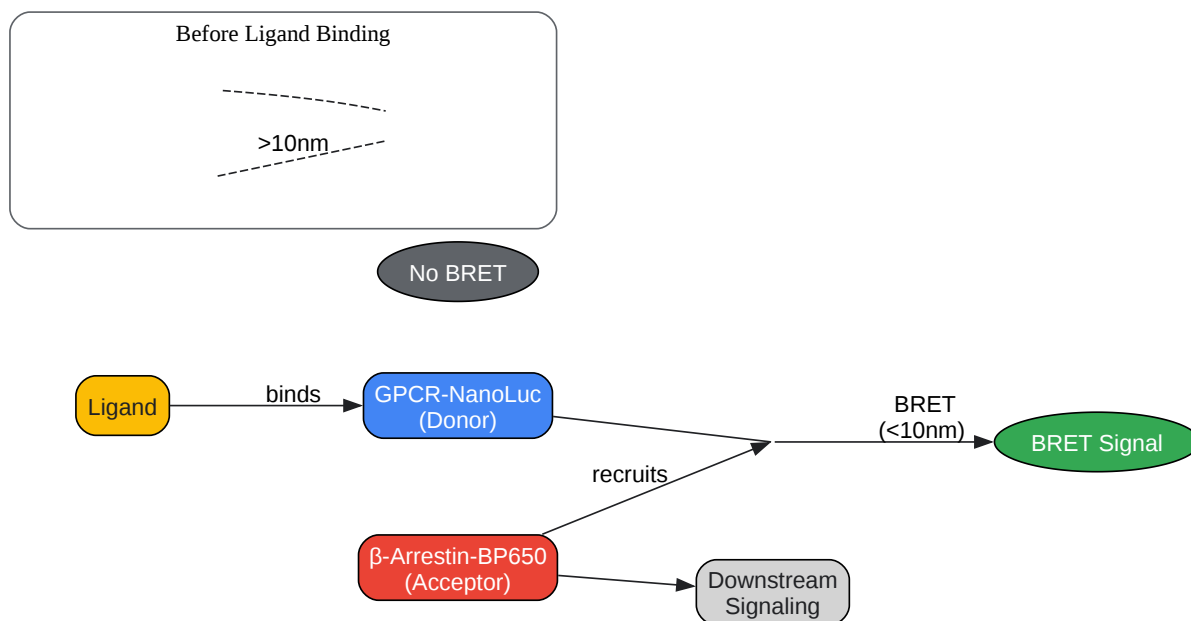 Before Ligand Binding
>10nm
No BRET
Ligand
binds
GPCR-NanoLuc
(Donor)
recruits
β-Arrestin-BP650
(Acceptor)
BRET
(<10nm)
BRET Signal
Downstream
Signaling